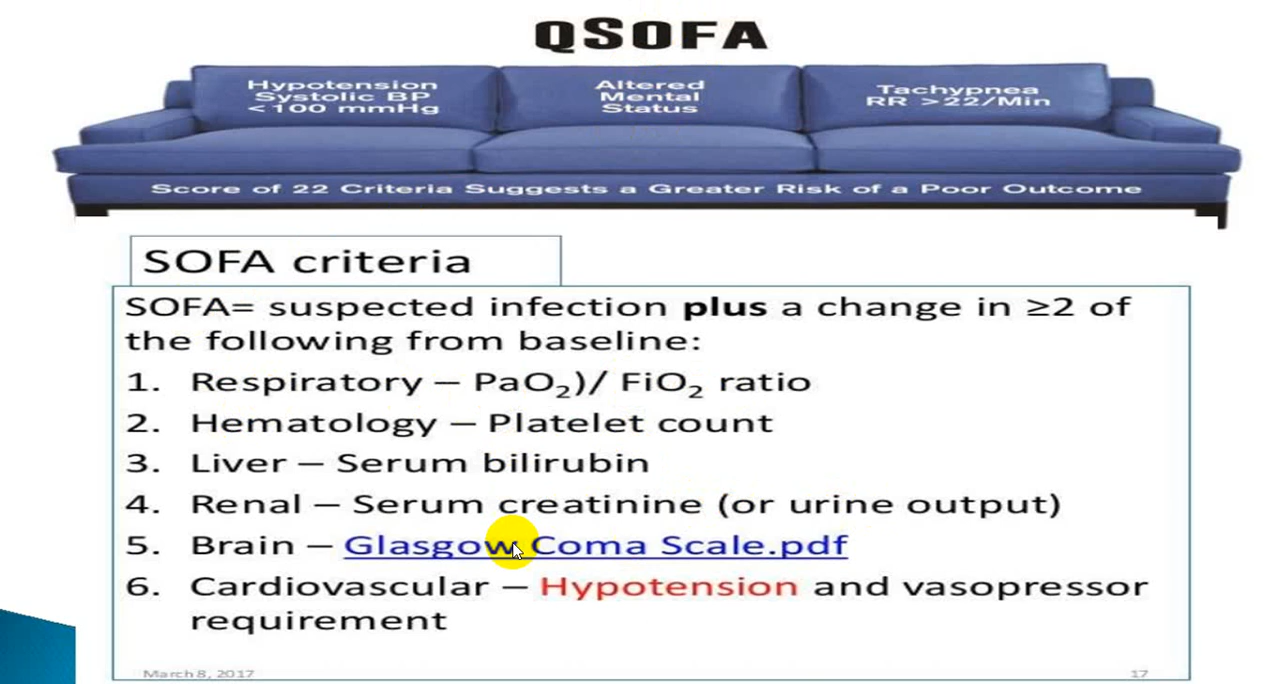 QSOFA
Hypotension
Systolic BP
<100 mmHg
Altered
Mental
Status
Tachypnea
RR >22/Min
Score of 22 Criteria Suggests a Greater Risk of a Poor Outcome
SOFA criteria
SOFA= suspected infection plus a change in ≥2 of
the following from baseline:
1. Respiratory – PaO₂)/ FiO₂ ratio
2. Hematology – Platelet count
3. Liver – Serum bilirubin
4. Renal – Serum creatinine (or urine output)
5. Brain – Glasgow Coma Scale.pdf
6. Cardiovascular – Hypotension and vasopressor
requirement
March 8, 2017
17